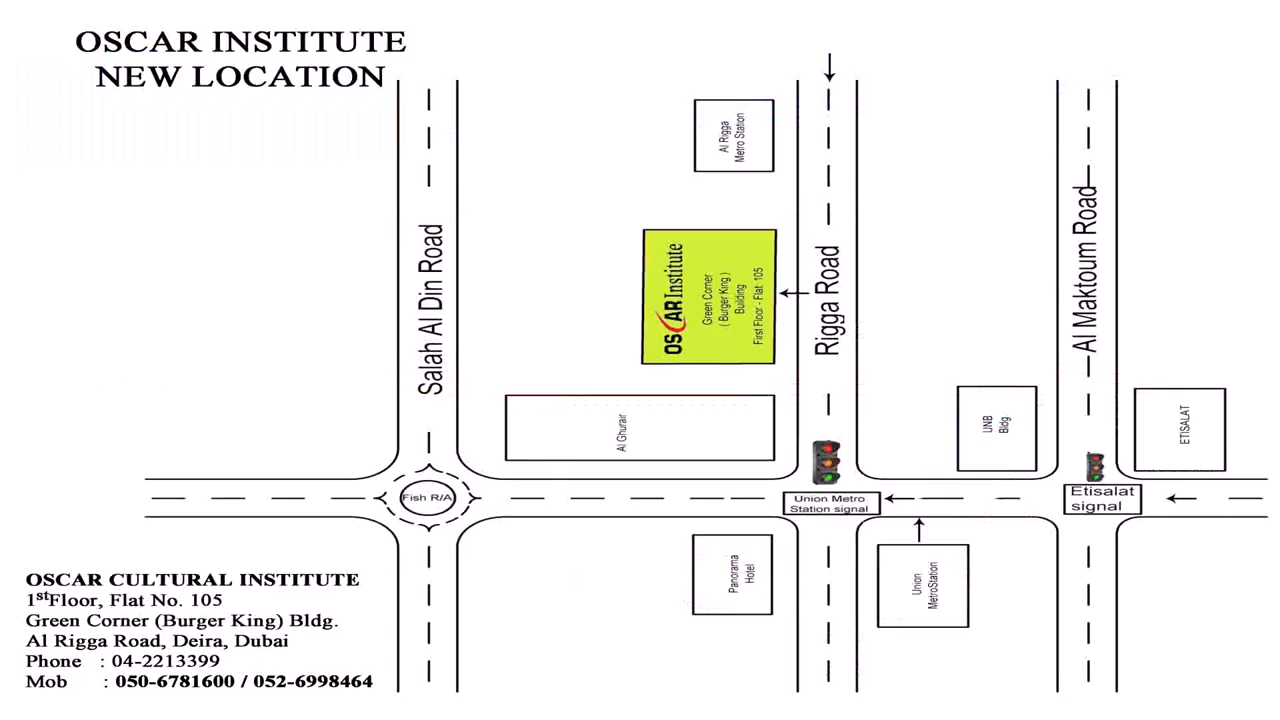 OSCAR INSTITUTE
NEW LOCATION
Al Rigga
Metro Station
Salah Al Din Road
OSCAR Institute
Green Corner
( Burger King )
Building
First Floor - Flat: 105
Rigga Road
Al Maktoum Road
Al Ghurair
UNB
Bldg
ETISALAT
Fish R/A
Union Metro
Station signal
Etisalat
signal
Panorama
Hotel
Union
MetroStation
OSCAR CULTURAL INSTITUTE
1stFloor, Flat No. 105
Green Corner (Burger King) Bldg.
Al Rigga Road, Deira, Dubai
Phone : 04-2213399
Mob : 050-6781600 / 052-6998464